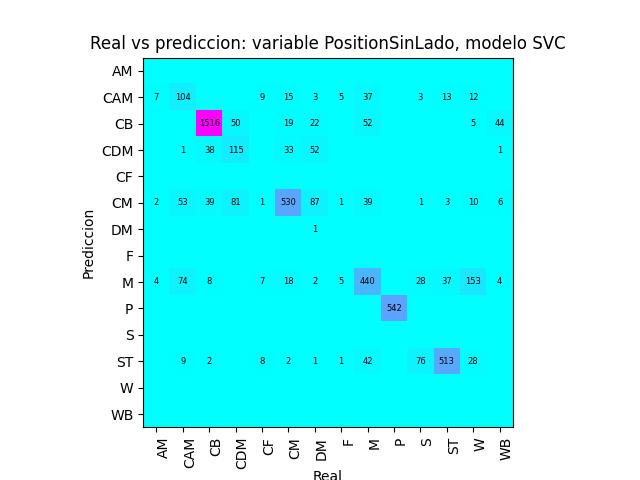 Real vs prediccion: variable PositionSinLado, modelo SVC
AM
CAM 7 104 9 15 3 5 37 3 13 12
CB 1516 50 19 22 52 5 44
CDM 1 38 115 33 52 1
CF
CM 2 53 39 81 1 530 87 1 39 1 3 10 6
DM 1
F
M 4 74 8 7 18 2 5 440 28 37 153 4
P 542
S
ST 9 2 8 2 1 1 42 76 513 28
W
WB
Prediccion
AM CAM CB CDM CF CM DM F M P S ST W WB
Real